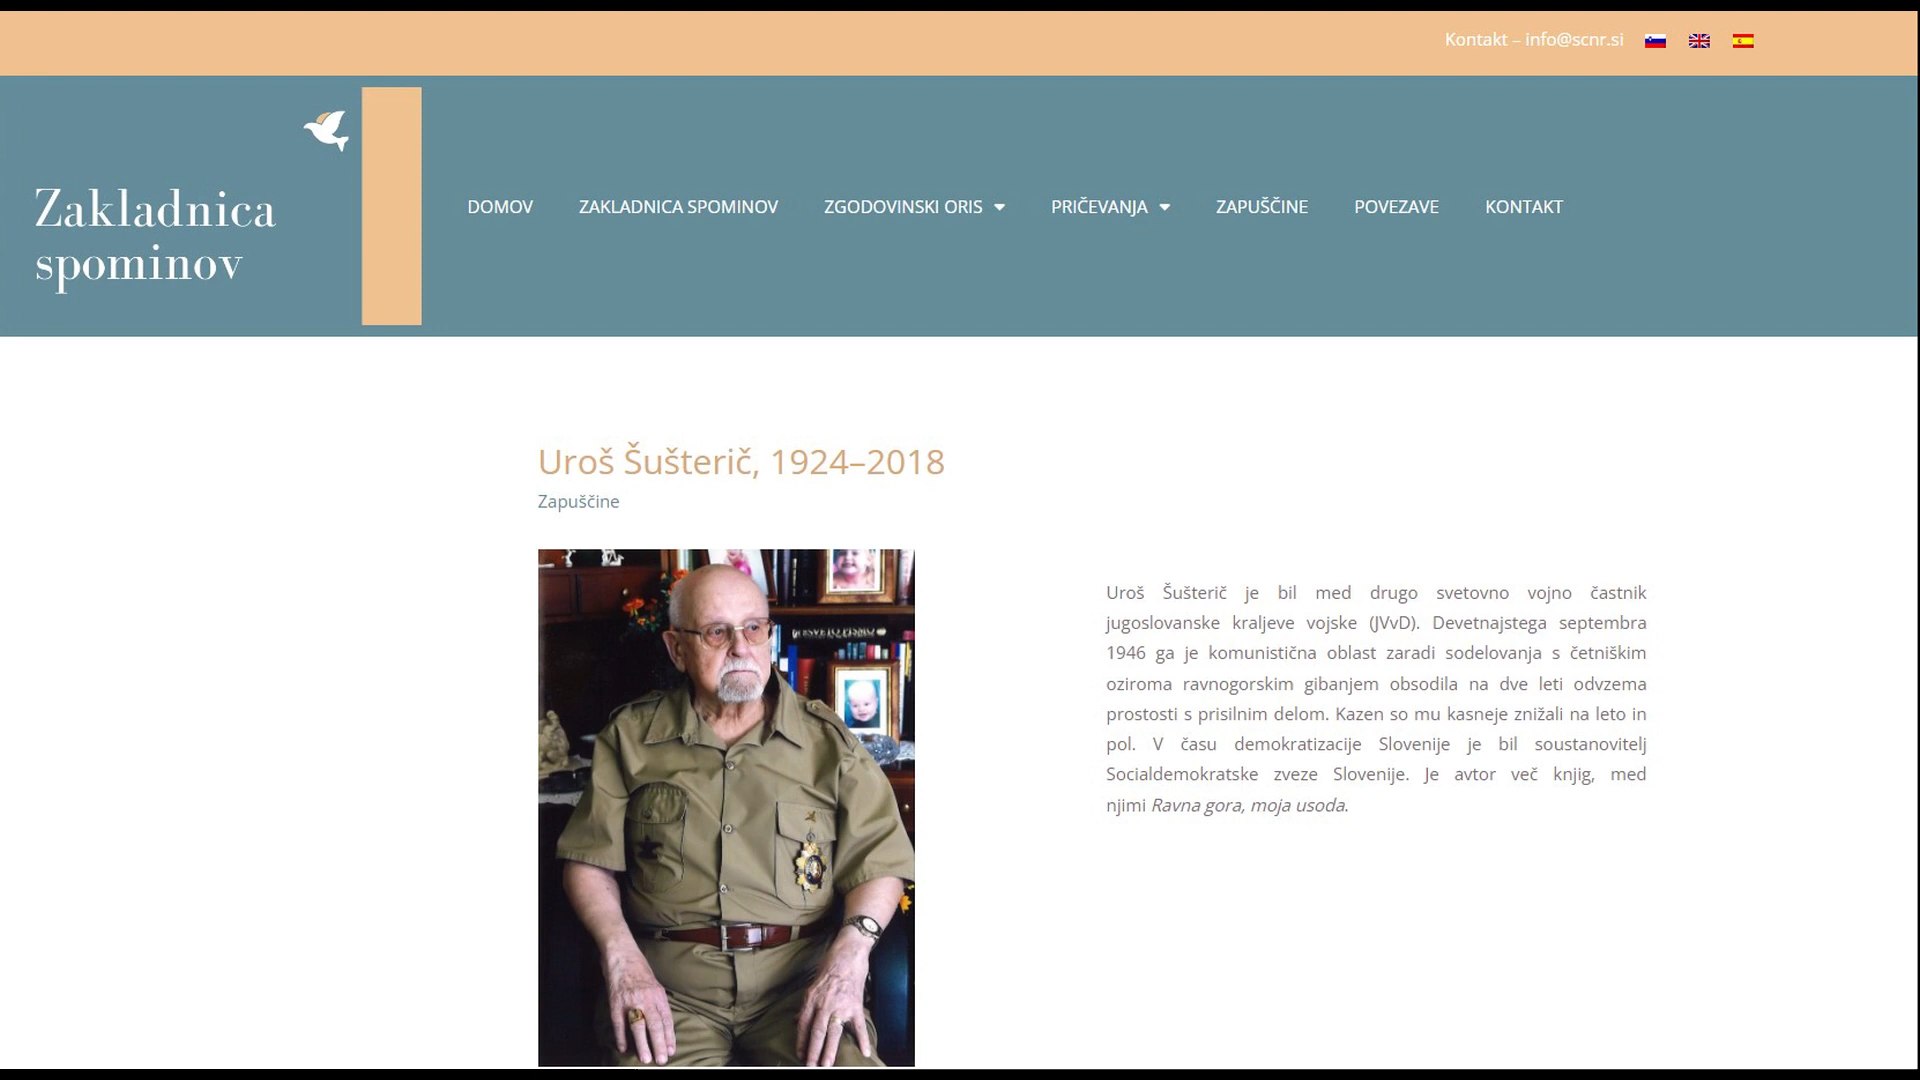 Kontakt – info@scnr.si
Zakladnica
spominov
DOMOV
ZAKLADNICA SPOMINOV
ZGODOVINSKI ORIS
PRIČEVANJA
ZAPUŠČINE
POVEZAVE
KONTAKT
Uroš Šušterič, 1924–2018
Zapuščine
Uroš Šušterič je bil med drugo svetovno vojno častnik
jugoslovanske kraljeve vojske (JVvD). Devetnajstega septembra
1946 ga je komunistična oblast zaradi sodelovanja s četniškim
oziroma ravnogorskim gibanjem obsodila na dve leti odvzema
prostosti s prisilnim delom. Kazen so mu kasneje znižali na leto in
pol. V času demokratizacije Slovenije je bil soustanovitelj
Socialdemokratske zveze Slovenije. Je avtor več knjig, med
njimi Ravna gora, moja usoda.